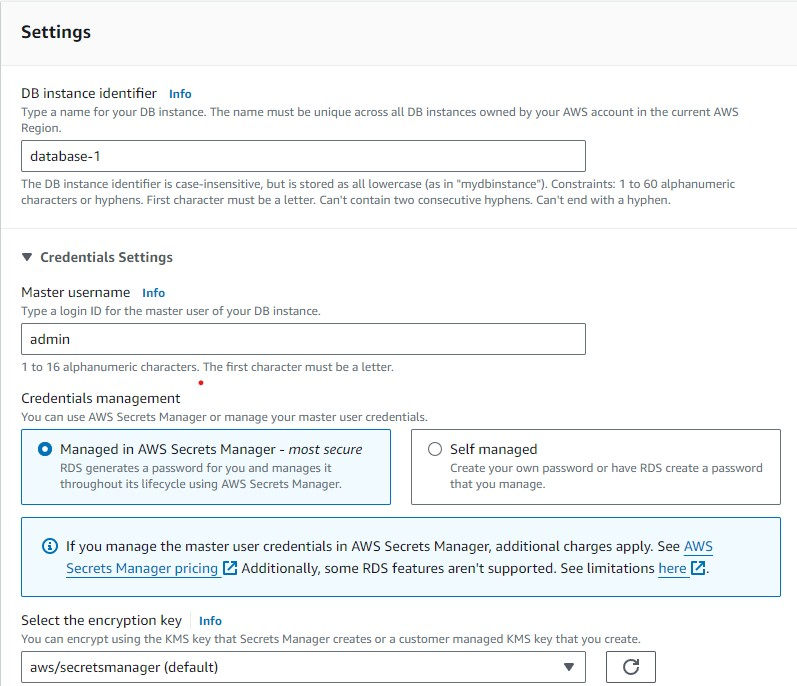 Settings
DB instance identifier Info
Type a name for your DB instance. The name must be unique across all DB instances owned by your AWS account in the current AWS
Region.
database-1
The DB instance identifier is case-insensitive, but is stored as all lowercase (as in "mydbinstance"). Constraints: 1 to 60 alphanumeric
characters or hyphens. First character must be a letter. Can't contain two consecutive hyphens. Can't end with a hyphen.
Credentials Settings
Master username Info
Type a login ID for the master user of your DB instance.
admin
1 to 16 alphanumeric characters. The first character must be a letter.
Credentials management
You can use AWS Secrets Manager or manage your master user credentials.
Managed in AWS Secrets Manager - most secure
RDS generates a password for you and manages it
throughout its lifecycle using AWS Secrets Manager.
Self managed
Create your own password or have RDS create a password
that you manage.
If you manage the master user credentials in AWS Secrets Manager, additional charges apply. See AWS
Secrets Manager pricing Additionally, some RDS features aren't supported. See limitations here .
Select the encryption key Info
You can encrypt using the KMS key that Secrets Manager creates or a customer managed KMS key that you create.
aws/secretsmanager (default)